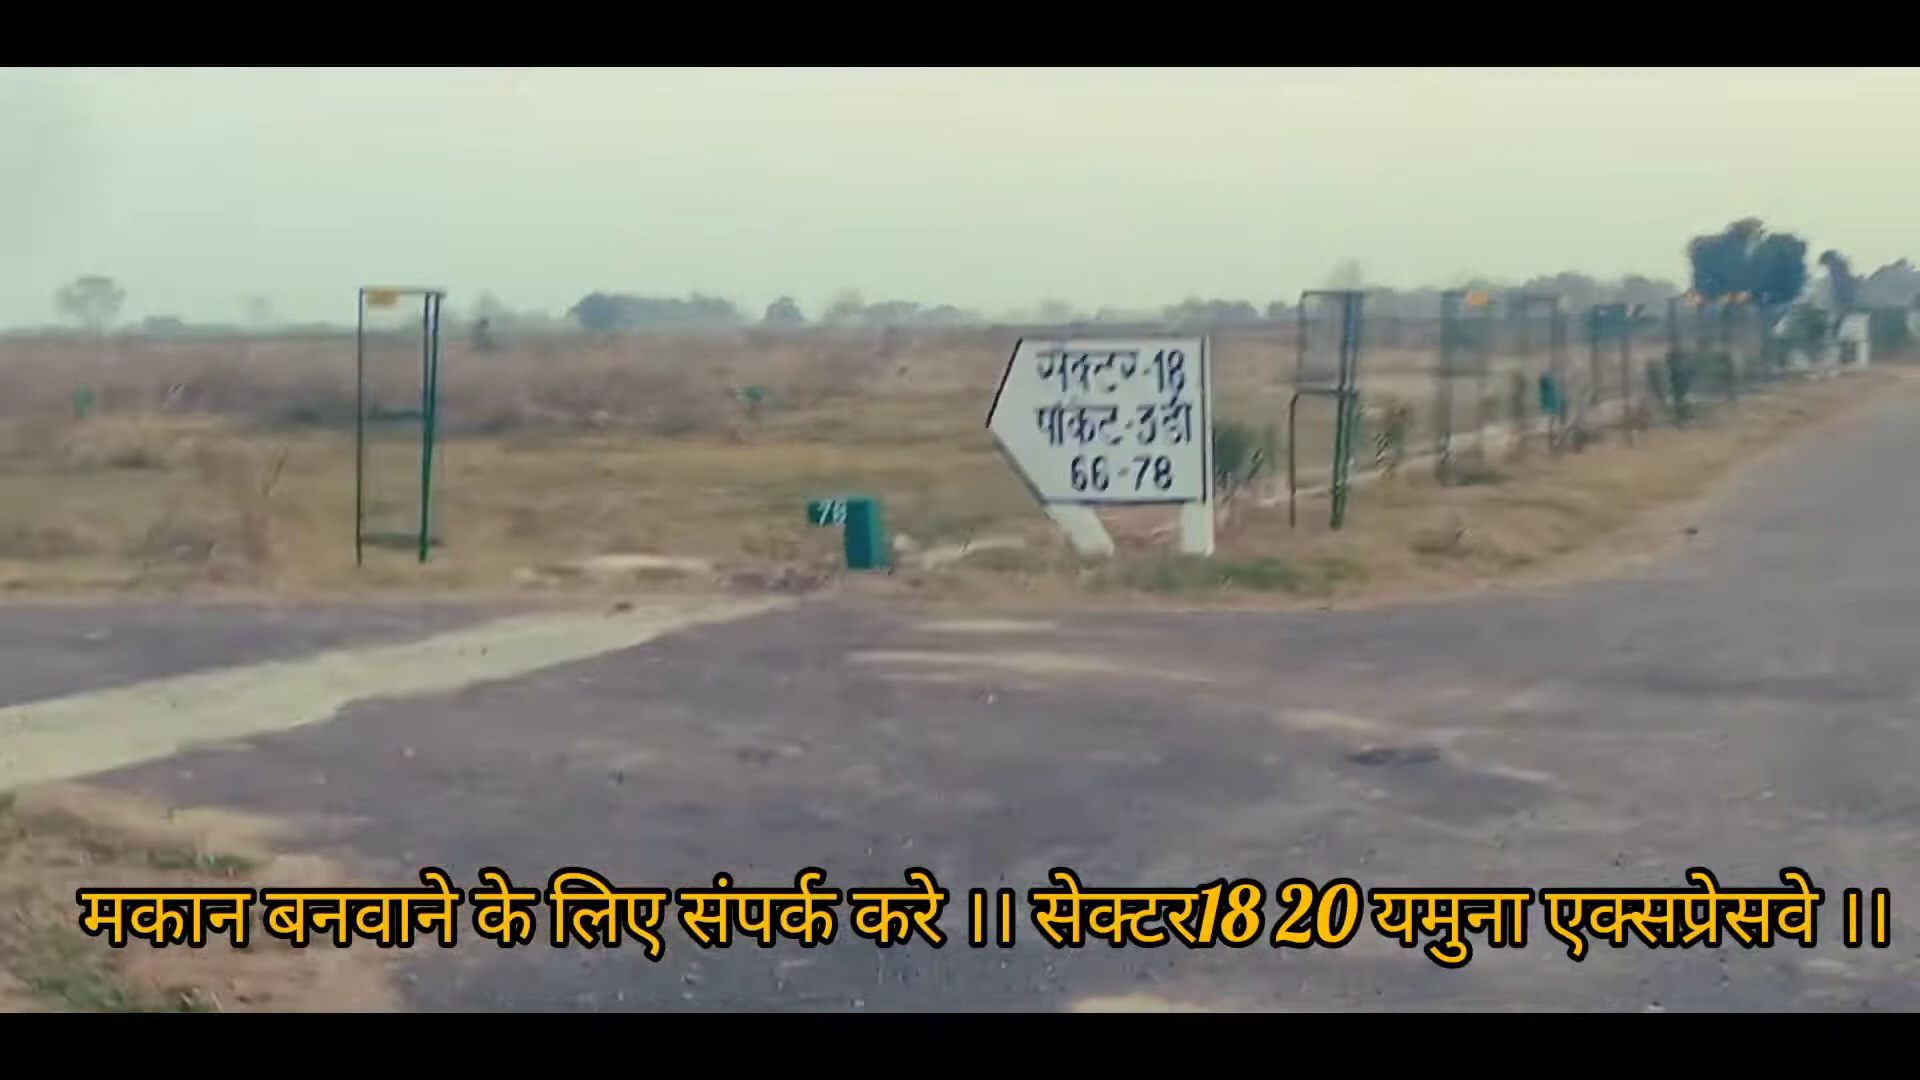 सेक्टर-18
पॉकेट-3डी
66-78
78
मकान बनवाने के लिए संपर्क करे ।। सेक्टर18 20 यमुना एक्सप्रेसवे ।।